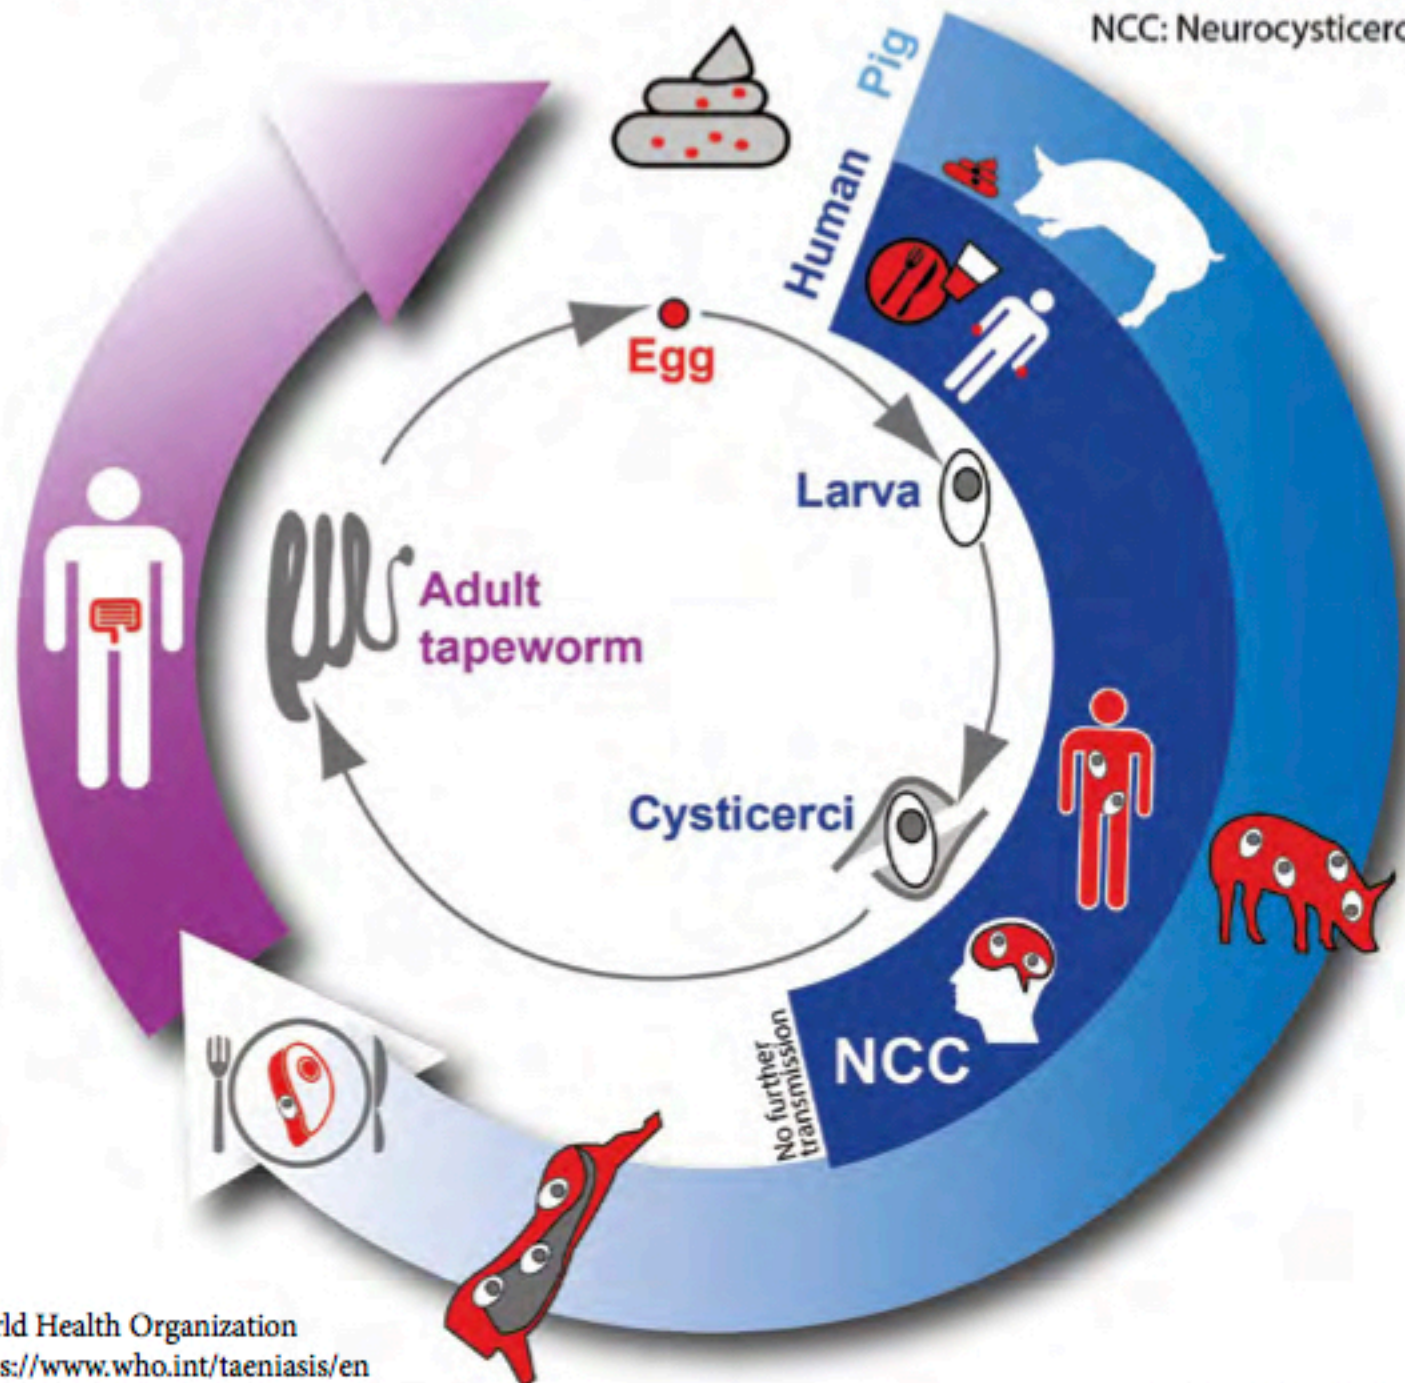 NCC: Neurocysticerc
Pig
Human
Egg
Larva
Adult
tapeworm
Cysticerci
No further
transmission
NCC
rld Health Organization
s://www.who.int/taeniasis/en